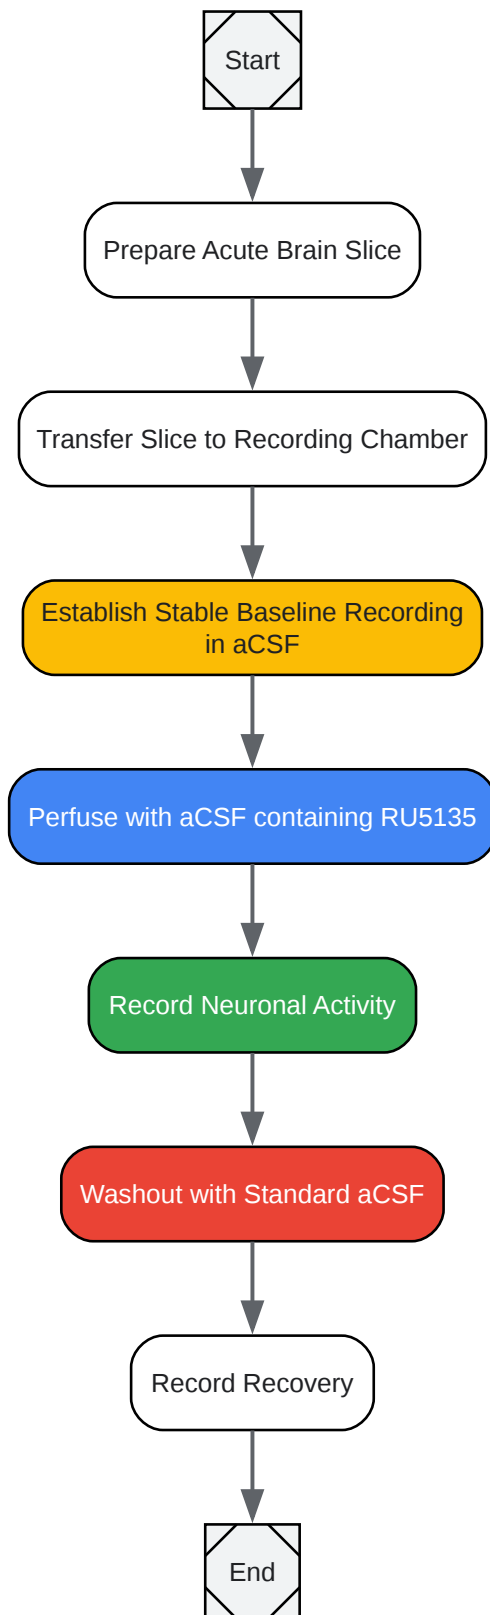 Start
Prepare Acute Brain Slice
Transfer Slice to Recording Chamber
Establish Stable Baseline Recording
in aCSF
Perfuse with aCSF containing RU5135
Record Neuronal Activity
Washout with Standard aCSF
Record Recovery
End